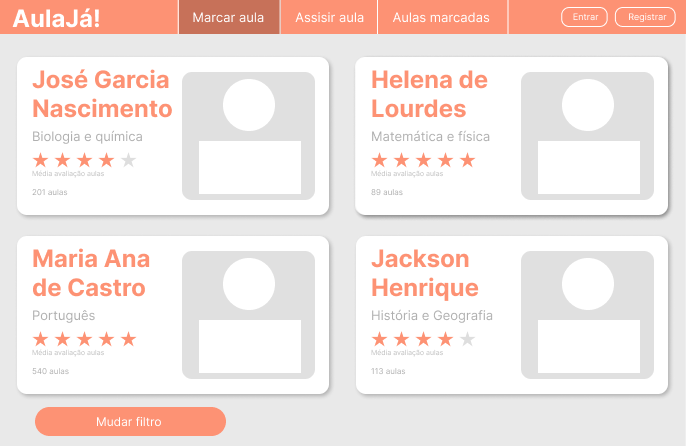 AulaJá!
Marcar aula
Assisir aula
Aulas marcadas
Entrar
Registrar
José Garcia
Nascimento
Biologia e química
Média avaliação aulas
201 aulas
Helena de
Lourdes
Matemática e física
Média avaliação aulas
89 aulas
Maria Ana
de Castro
Português
Média avaliação aulas
540 aulas
Jackson
Henrique
História e Geografia
Média avaliação aulas
113 aulas
Mudar filtro